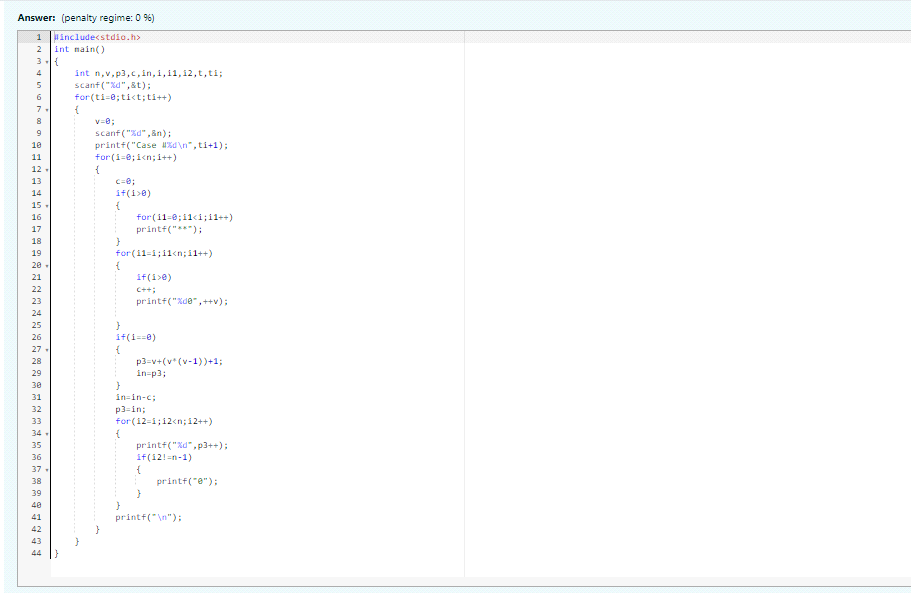 Answer: (penalty regime: 0 %)
1 #include<stdio.h>
2 int main()
3 {
4 int n,v,p3,c,in,i,i1,i2,t,ti;
5 scanf("%d",&t);
6 for(ti=0;ti<t;ti++)
7 {
8 v=0;
9 scanf("%d",&n);
10 printf("Case #%d\n",ti+1);
11 for(i=0;i<n;i++)
12 {
13 c=0;
14 if(i>0)
15 {
16 for(i1=0;i1<i;i1++)
17 printf("**");
18 }
19 for(i1=i;i1<n;i1++)
20 {
21 if(i>0)
22 c++;
23 printf("%d0",++v);
24
25 }
26 if(i==0)
27 {
28 p3=v+(v*(v-1))+1;
29 in=p3;
30 }
31 in=in-c;
32 p3=in;
33 for(i2=i;i2<n;i2++)
34 {
35 printf("%d",p3++);
36 if(i2!=n-1)
37 {
38 printf("0");
39 }
40 }
41 printf("\n");
42 }
43 }
44 }